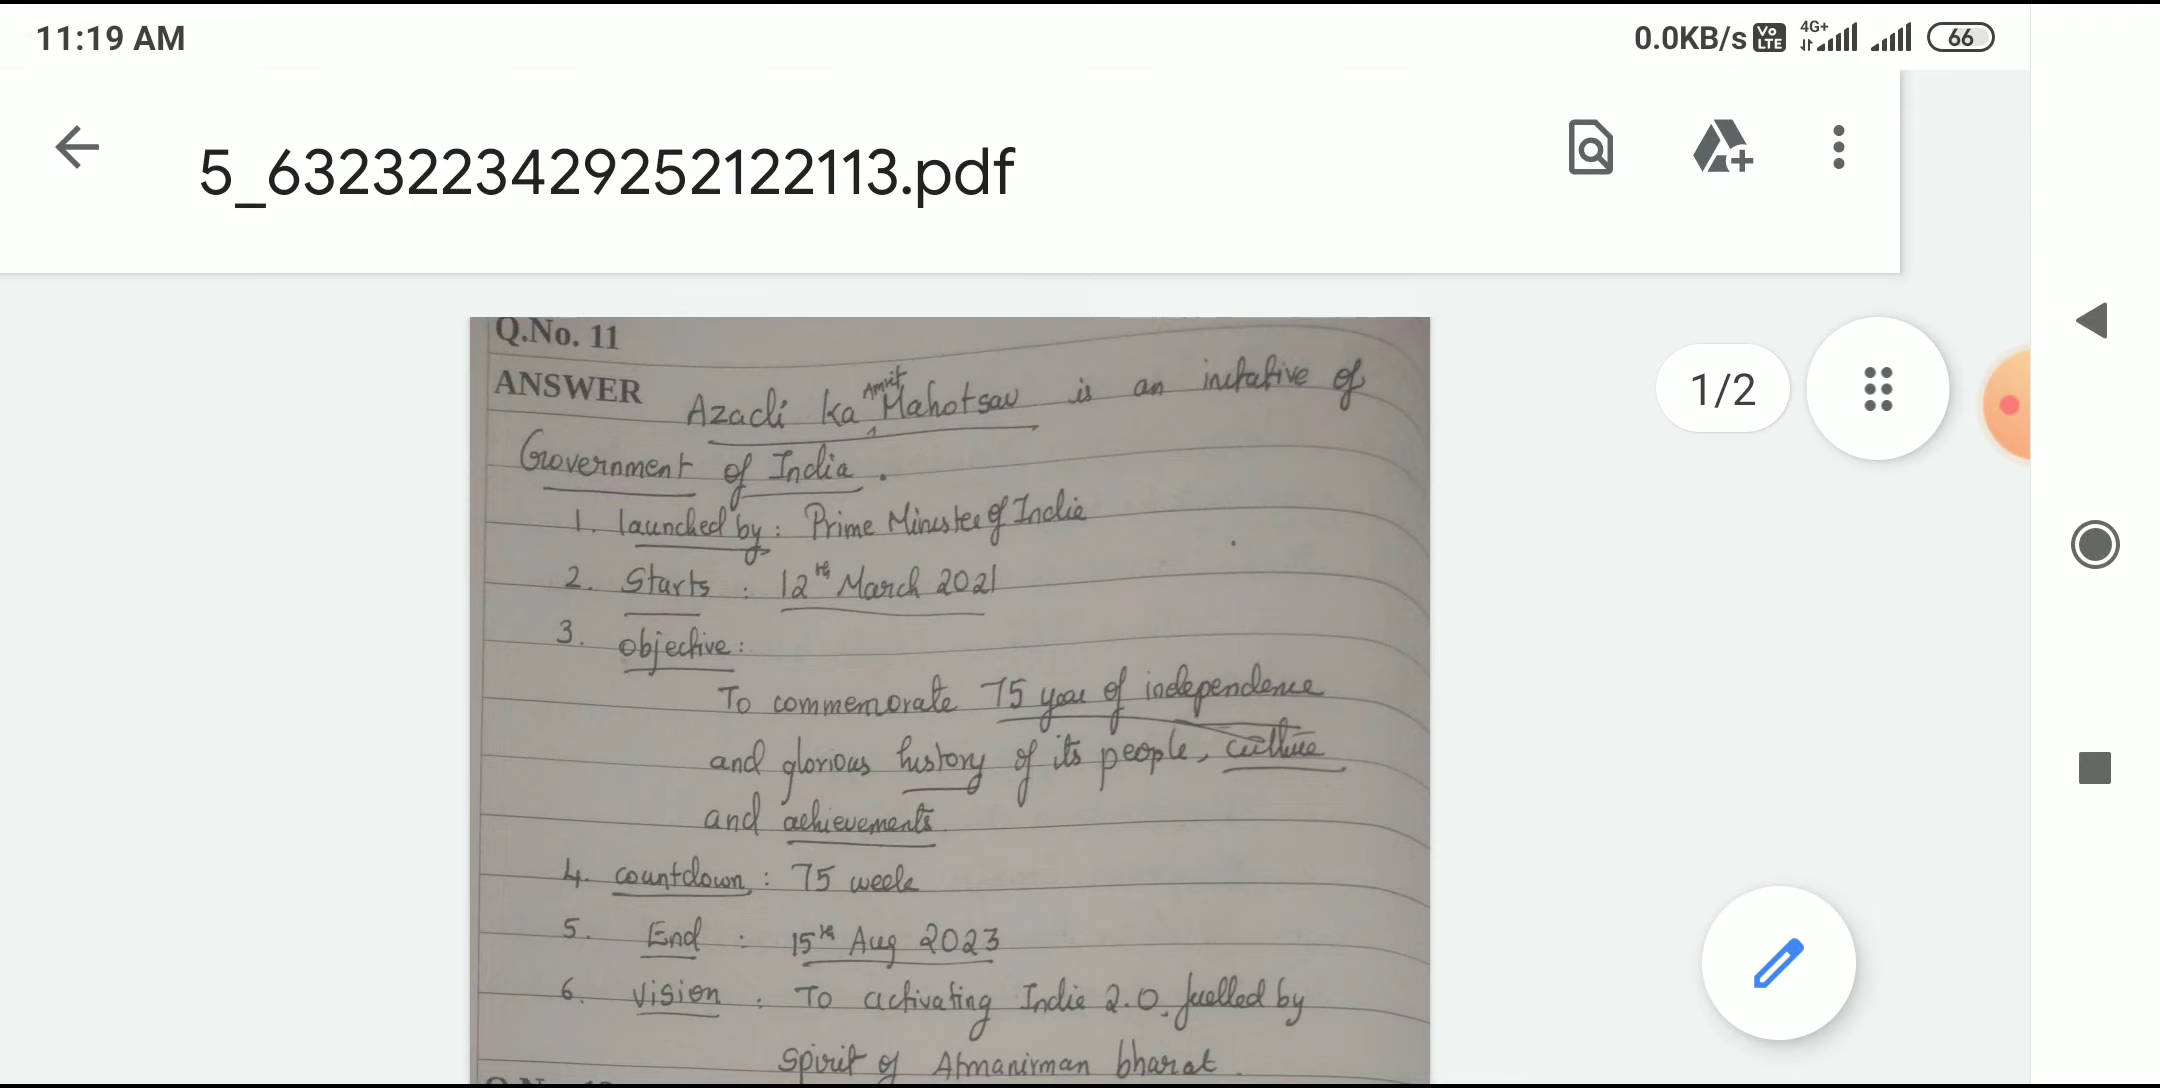 11:19 AM
0.0KB/s Vo LTE 4G+ 66
5_6323223429252122113.pdf
1/2
Q.No. 11
ANSWER Azadi ka Amrit Mahotsav is an initative of
Government of India.
1. launched by: Prime Minister of India
2. Starts : 12th March 2021
3. objective:
To commemorate 75 year of independence
and glorious history of its people, culture
and achievements
4. countdown : 75 week
5. End : 15th Aug 2023
6. vision : To activating India 2.0, fuelled by
spirit of Atmanirman bharat.